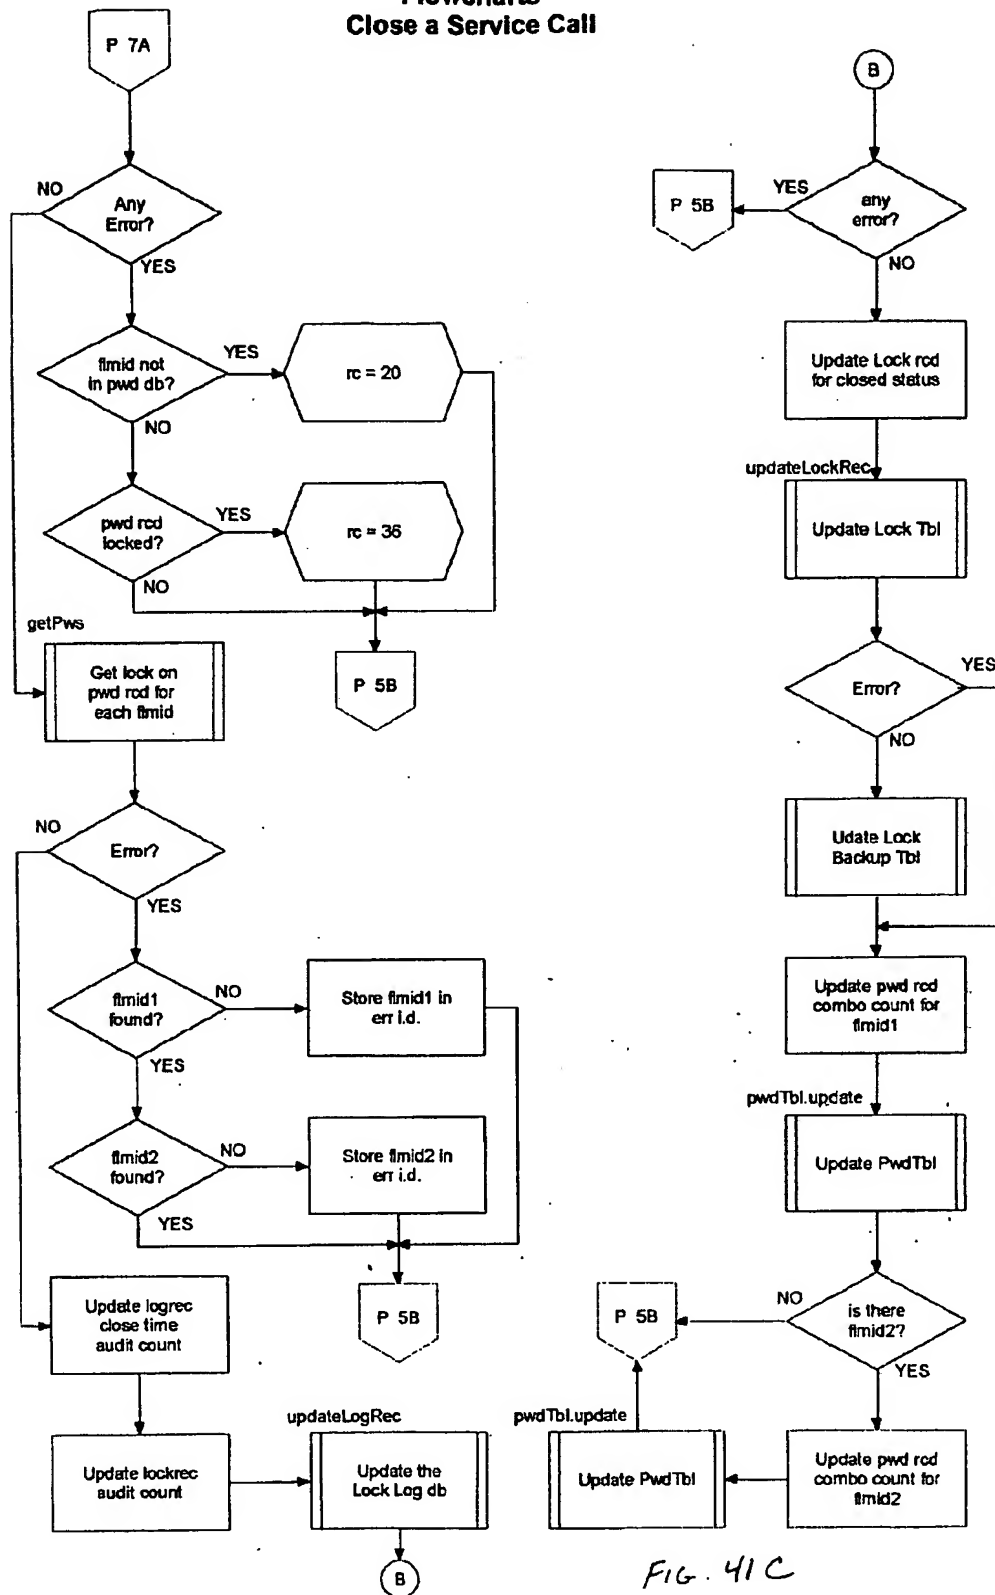 Flowcharts
Close a Service Call
P 7A
Any
Error?
NO
YES
flmid not
in pwd db?
YES
rc = 20
NO
pwd rcd
locked?
YES
rc = 36
NO
P 5B
getPws
Get lock on
pwd rcd for
each flmid
Error?
NO
YES
flmid1
found?
NO
Store flmid1 in
err i.d.
YES
flmid2
found?
NO
Store flmid2 in
err i.d.
YES
P 5B
Update logrec
close time
audit count
Update lockrec
audit count
updateLogRec
Update the
Lock Log db
B
B
any
error?
YES
P 5B
NO
Update Lock rcd
for closed status
updateLockRec
Update Lock Tbl
Error?
YES
NO
Udate Lock
Backup Tbl
Update pwd rcd
combo count for
flmid1
pwdTbl.update
Update PwdTbl
is there
flmid2?
NO
P 5B
YES
Update pwd rcd
combo count for
flmid2
pwdTbl.update
Update PwdTbl
FIG. 41C